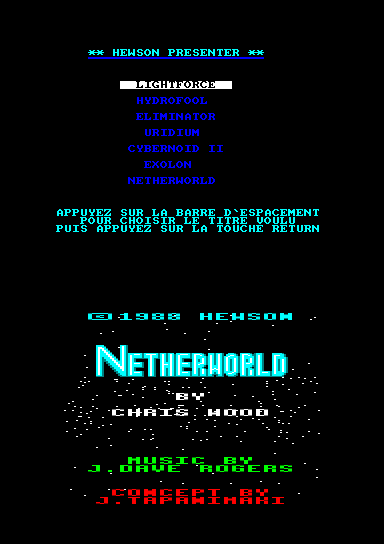 ** HEWSON PRESENTER **
LIGHTFORCE
HYDROFOOL
ELIMINATOR
URIDIUM
CYBERNOID II
EXOLON
NETHERWORLD
APPUYEZ SUR LA BARRE D`ESPACEMENT
POUR CHOISIR LE TITRE VOULU
PUIS APPUYEZ SUR LA TOUCHE RETURN
©1988 HEWSON
NETHERWORLD
BY
CHRIS WOOD
MUSIC BY
J.DAVE ROGERS
CONCEPT BY
J.TAPANIMAKI